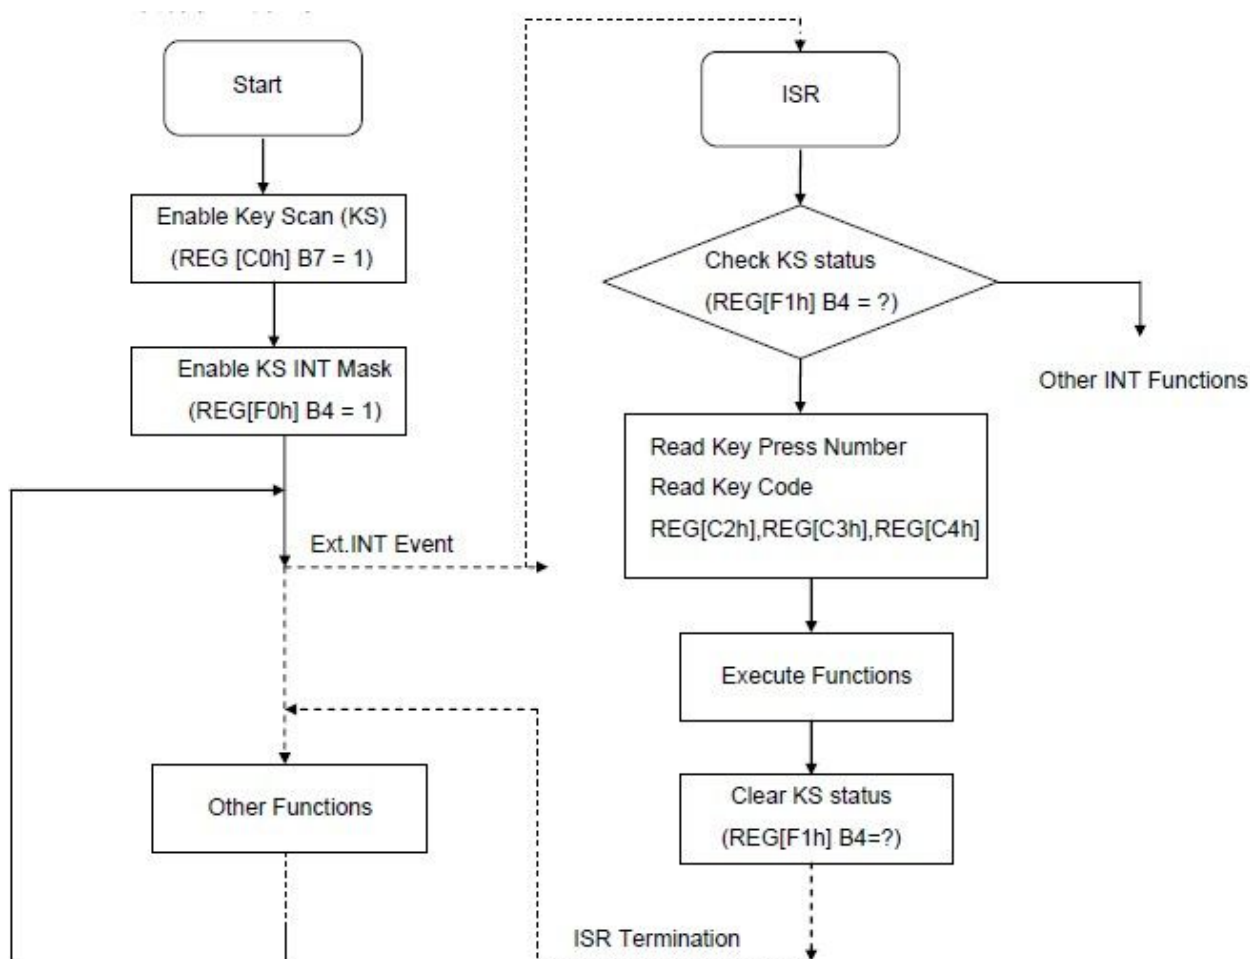 Start
Enable Key Scan (KS)
(REG [C0h] B7 = 1)
Enable KS INT Mask
(REG[F0h] B4 = 1)
Ext.INT Event
Other Functions
ISR
Check KS status
(REG[F1h] B4 = ?)
Other INT Functions
Read Key Press Number
Read Key Code
REG[C2h],REG[C3h],REG[C4h]
Execute Functions
Clear KS status
(REG[F1h] B4=?)
ISR Termination